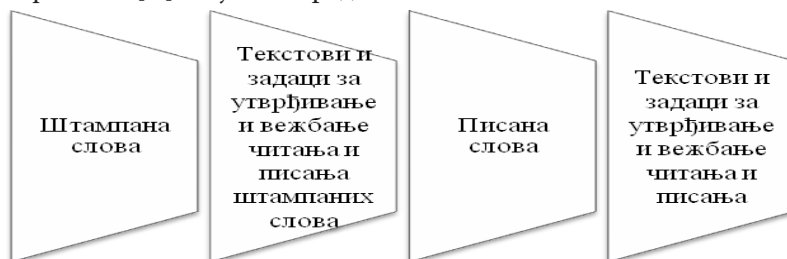 Штампана
слова
Текстови и
задаци за
утврђивање
и вежбање
читања и
писања
штампаних
слова
Писана
слова
Текстови и
задаци за
утврђивање
и вежбање
читања и
писања